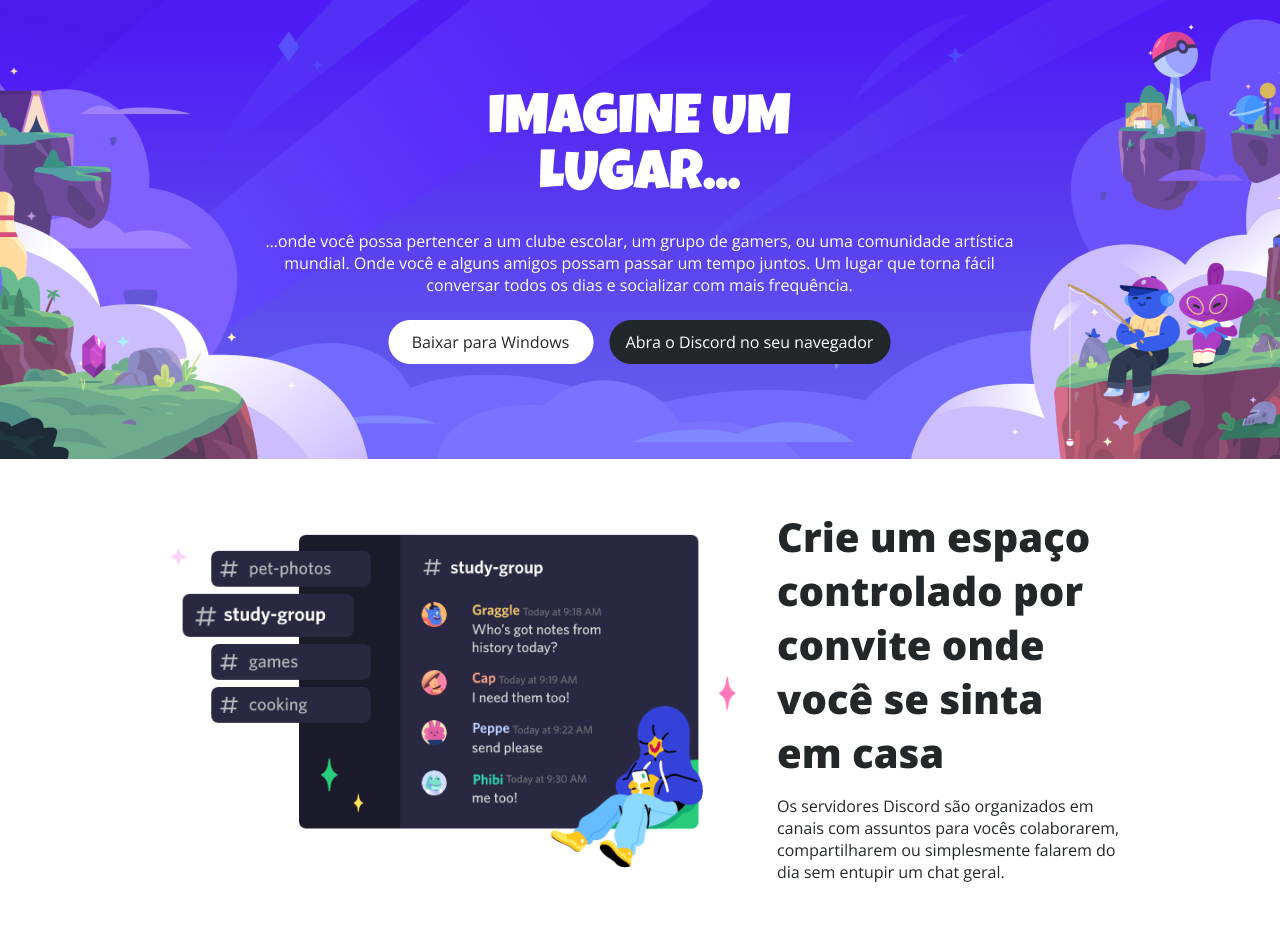 IMAGINE UM
LUGAR...
...onde você possa pertencer a um clube escolar, um grupo de gamers, ou uma comunidade artística
mundial. Onde você e alguns amigos possam passar um tempo juntos. Um lugar que torna fácil
conversar todos os dias e socializar com mais frequência.
Baixar para Windows
Abra o Discord no seu navegador
# pet-photos
# study-group
# games
# cooking
# study-group
Graggle Today at 9:18 AM
Who's got notes from
history today?
Cap Today at 9:19 AM
I need them too!
Peppe Today at 9:22 AM
send please
Phibi Today at 9:30 AM
me too!
Crie um espaço
controlado por
convite onde
você se sinta
em casa
Os servidores Discord são organizados em
canais com assuntos para vocês colaborarem,
compartilharem ou simplesmente falarem do
dia sem entupir um chat geral.